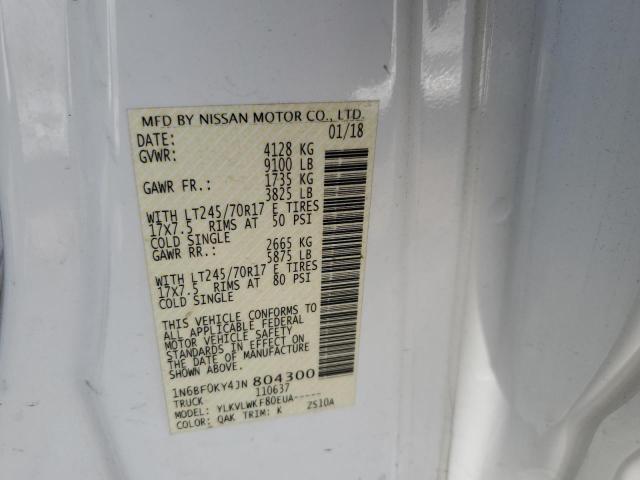 MFD BY NISSAN MOTOR CO., LTD.
DATE: 01/18
GVWR: 4128 KG
9100 LB
GAWR FR.: 1735 KG
3825 LB
WITH LT245/70R17 E TIRES
17X7.5 RIMS AT 50 PSI
COLD SINGLE
GAWR RR.: 2665 KG
5875 LB
WITH LT245/70R17 E TIRES
17X7.5 RIMS AT 80 PSI
COLD SINGLE
THIS VEHICLE CONFORMS TO
ALL APPLICABLE FEDERAL
MOTOR VEHICLE SAFETY
STANDARDS IN EFFECT ON
THE DATE OF MANUFACTURE
SHOWN ABOVE.
1N6BF0KY4JN 804300
TRUCK 110637
MODEL: YLKVLWKF80EUA-----
COLOR: QAK TRIM: K ZS10A